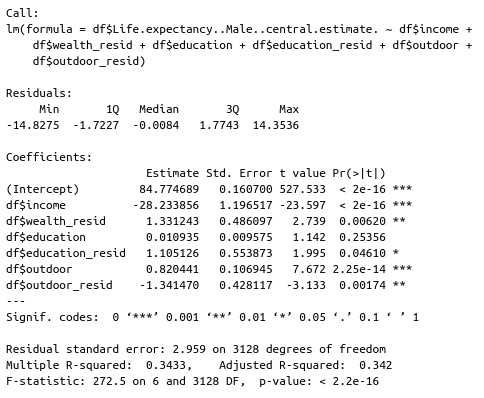 Call:
lm(formula = df$Life.expectancy..Male..central.estimate. ~ df$income +
    df$wealth_resid + df$education + df$education_resid + df$outdoor +
    df$outdoor_resid)

Residuals:
     Min       1Q   Median       3Q      Max
-14.8275  -1.7227  -0.0084   1.7743  14.3536

Coefficients:
                     Estimate Std. Error t value Pr(>|t|)
(Intercept)         84.774689   0.160700 527.533  < 2e-16 ***
df$income          -28.233856   1.196517 -23.597  < 2e-16 ***
df$wealth_resid      1.331243   0.486097   2.739  0.00620 **
df$education         0.010935   0.009575   1.142  0.25356
df$education_resid   1.105126   0.553873   1.995  0.04610 *
df$outdoor           0.820441   0.106945   7.672 2.25e-14 ***
df$outdoor_resid    -1.341470   0.428117  -3.133  0.00174 **
---
Signif. codes:  0 ‘***’ 0.001 ‘**’ 0.01 ‘*’ 0.05 ‘.’ 0.1 ‘ ’ 1

Residual standard error: 2.959 on 3128 degrees of freedom
Multiple R-squared:  0.3433,    Adjusted R-squared:  0.342
F-statistic: 272.5 on 6 and 3128 DF,  p-value: < 2.2e-16